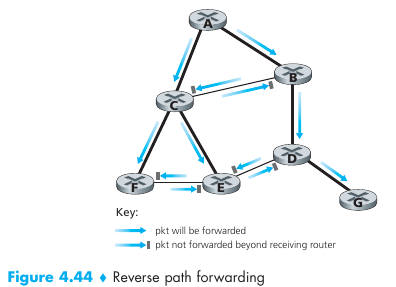 A
B
C
D
F
E
G
Key:
pkt will be forwarded
pkt not forwarded beyond receiving router
Figure 4.44 ♦ Reverse path forwarding